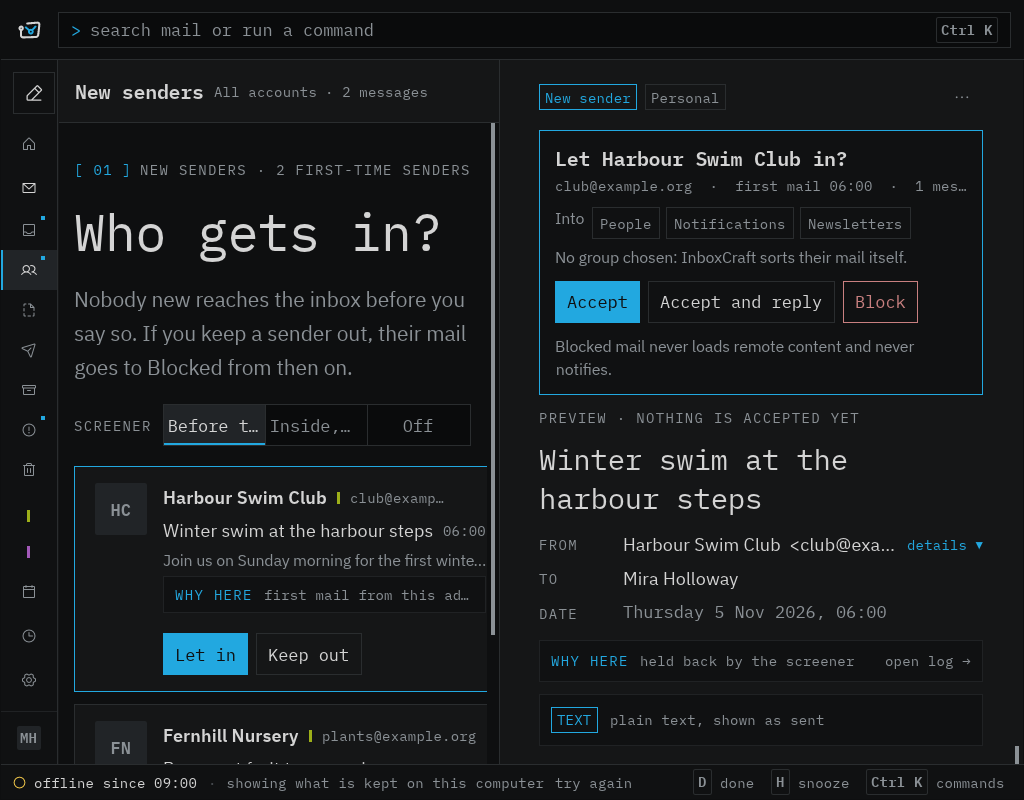 > search mail or run a command Ctrl K
New senders All accounts · 2 messages
[ 01 ] NEW SENDERS · 2 FIRST-TIME SENDERS
Who gets in?
Nobody new reaches the inbox before you
say so. If you keep a sender out, their mail
goes to Blocked from then on.
SCREENER Before t… Inside,… Off
HC
Harbour Swim Club club@examp…
Winter swim at the harbour steps 06:00
Join us on Sunday morning for the first winte…
WHY HERE first mail from this ad…
Let in Keep out
FN
Fernhill Nursery plants@example.org
New sender Personal ...
Let Harbour Swim Club in?
club@example.org · first mail 06:00 · 1 mes…
Into People Notifications Newsletters
No group chosen: InboxCraft sorts their mail itself.
Accept Accept and reply Block
Blocked mail never loads remote content and never
notifies.
PREVIEW · NOTHING IS ACCEPTED YET
Winter swim at the
harbour steps
FROM Harbour Swim Club <club@exa… details ▾
TO Mira Holloway
DATE Thursday 5 Nov 2026, 06:00
WHY HERE held back by the screener open log →
TEXT plain text, shown as sent
MH
offline since 09:00 · showing what is kept on this computer try again
D done H snooze Ctrl K commands